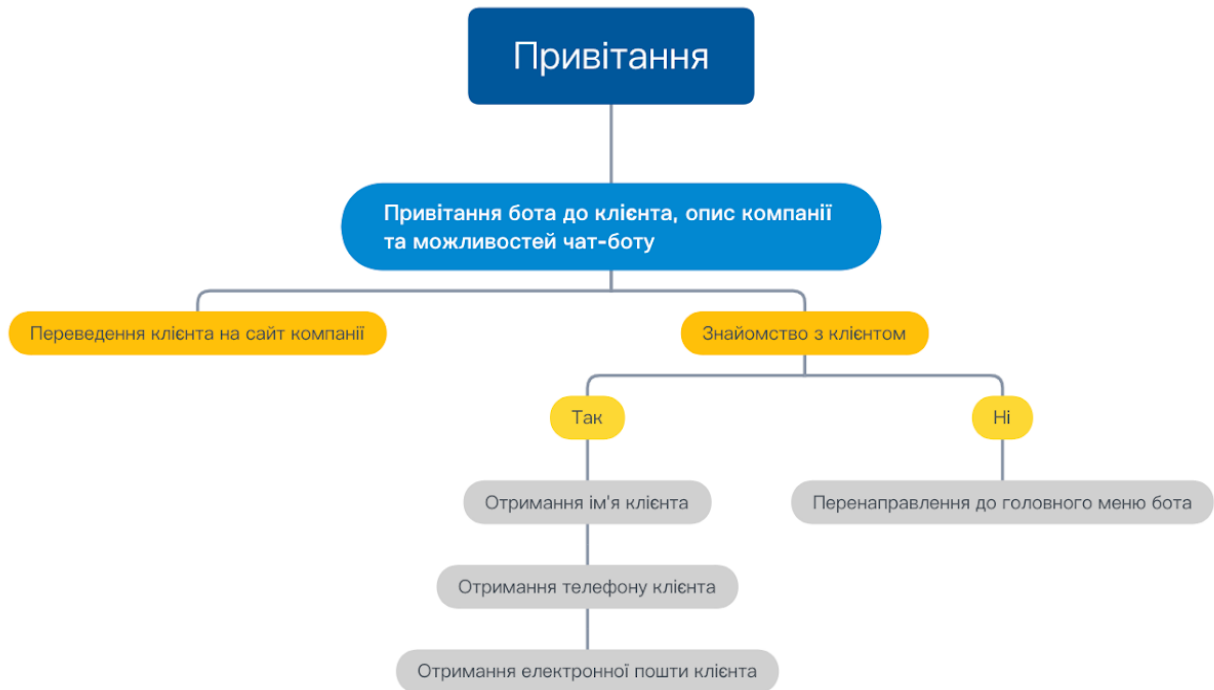 Привітання
Привітання бота до клієнта, опис компанії
та можливостей чат-боту
Переведення клієнта на сайт компанії
Знайомство з клієнтом
Так
Ні
Отримання ім'я клієнта
Перенаправлення до головного меню бота
Отримання телефону клієнта
Отримання електронної пошти клієнта